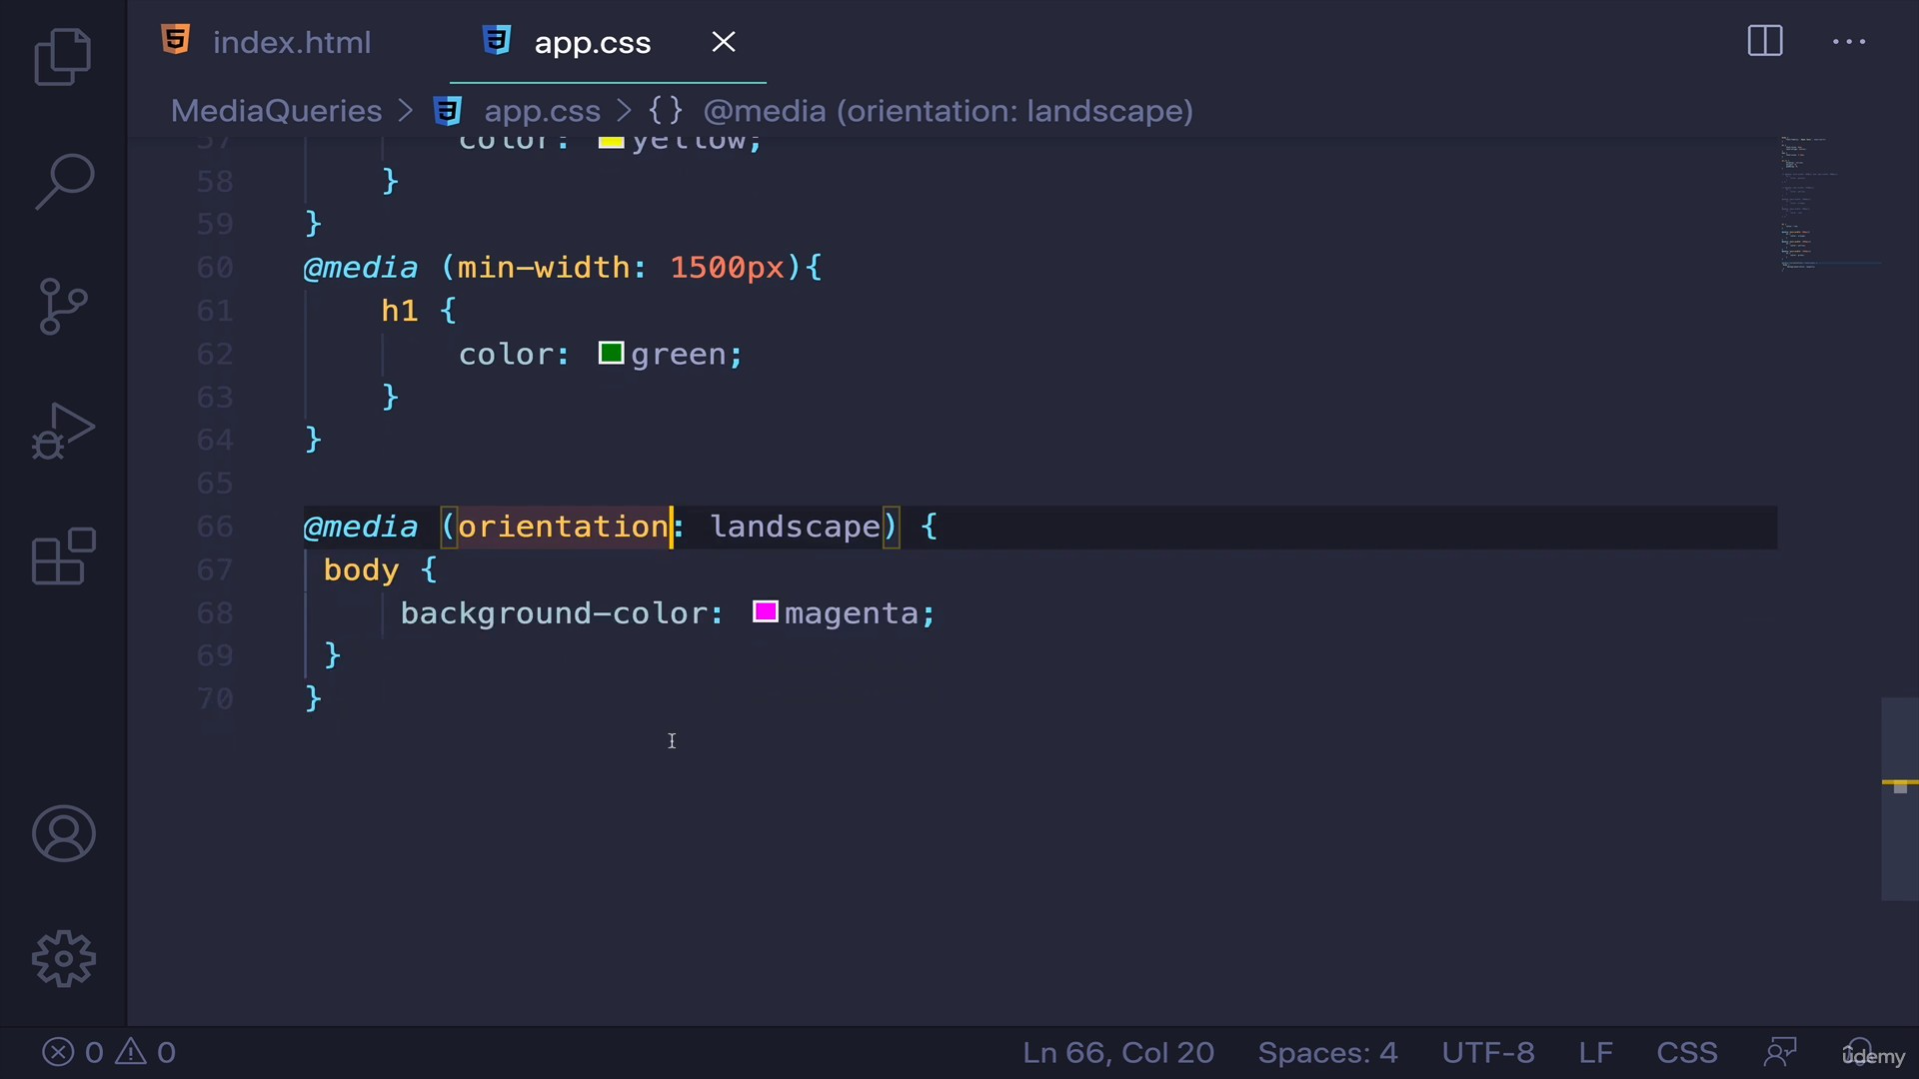 index.html
app.css
MediaQueries > app.css > {} @media (orientation: landscape)
57 color: yellow;
58 }
59 }
60 @media (min-width: 1500px){
61 h1 {
62 color: green;
63 }
64 }
65
66 @media (orientation: landscape) {
67 body {
68 background-color: magenta;
69 }
70 }
0 0
Ln 66, Col 20
Spaces: 4
UTF-8
LF
CSS
ûdemy